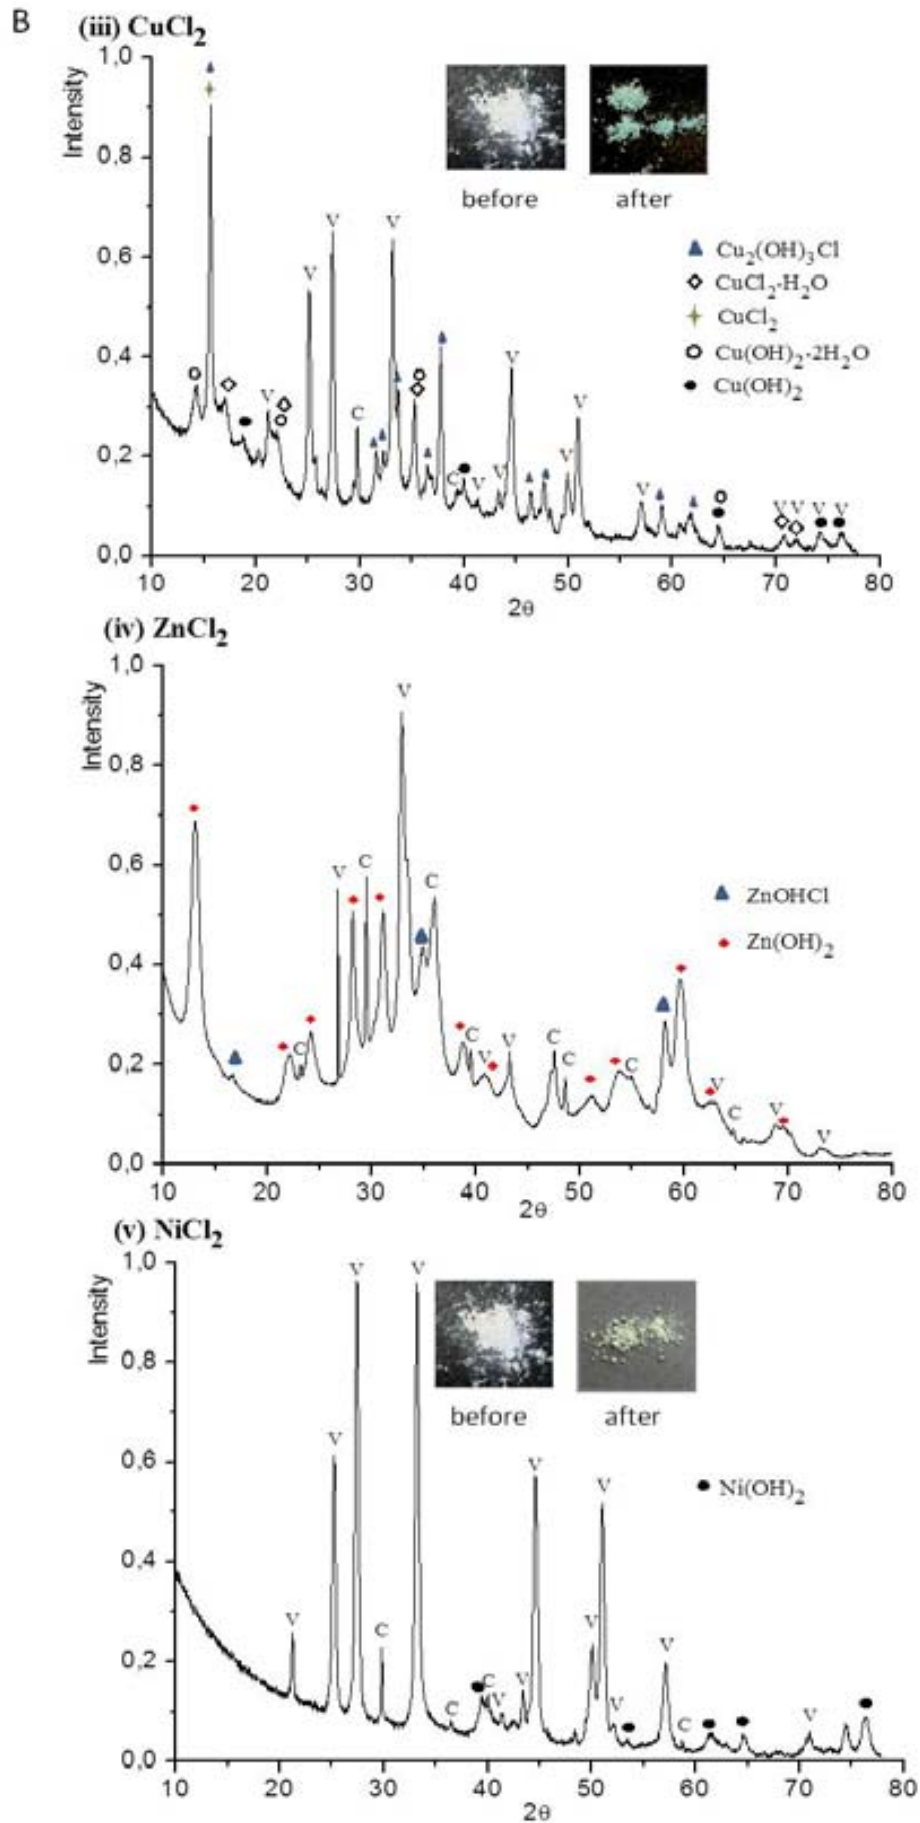 B
(iii) CuCl2
Intensity
1,0
0,8
0,6
0,4
0,2
0,0
before
after
Cu2(OH)3Cl
CuCl2-H2O
CuCl2
Cu(OH)2-2H2O
Cu(OH)2
V
V
V
C
V
C
V
V
V
V
V
V
V V V V
10 20 30 40 50 60 70 80
2θ
(iv) ZnCl2
Intensity
1,0
0,8
0,6
0,4
0,2
0,0
ZnOHCl
Zn(OH)2
C
V
C
V
C
C
V
V
C
C
C
V
C
V
V
20 30 40 50 60 70 80
2θ
(v) NiCl2
Intensity
1,0
0,8
0,6
0,4
0,2
0,0
before
after
Ni(OH)2
V
V
V
C
V
C
C
V
V
V
V
V
V
V
C
V
10 20 30 40 50 60 70 80
2θ